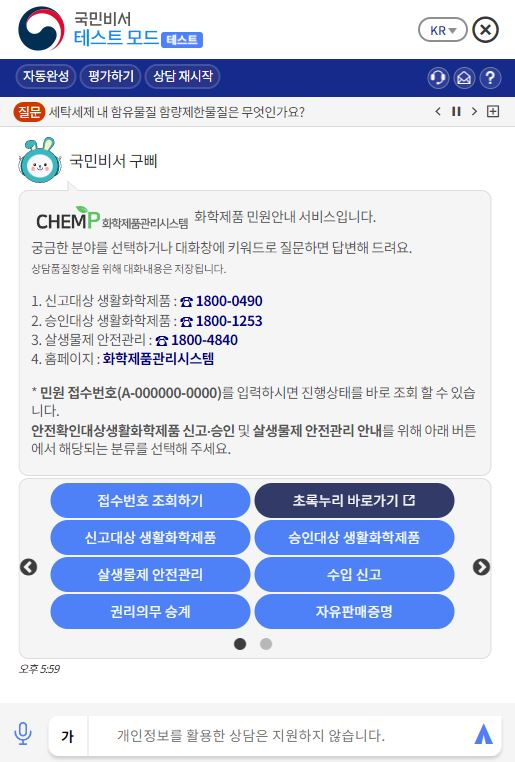 국민비서
테스트 모드 테스트
KR
자동완성 평가하기 상담 재시작
?
질문 세탁세제 내 함유물질 함량제한물질은 무엇인가요?
국민비서 구삐
CHEMP 화학제품관리시스템 화학제품 민원안내 서비스입니다.
궁금한 분야를 선택하거나 대화창에 키워드로 질문하면 답변해 드려요.
상담품질향상을 위해 대화내용은 저장됩니다.
1. 신고대상 생활화학제품 : ☎ 1800-0490
2. 승인대상 생활화학제품 : ☎ 1800-1253
3. 살생물제 안전관리 : ☎ 1800-4840
4. 홈페이지 : 화학제품관리시스템
* 민원 접수번호(A-000000-0000)를 입력하시면 진행상태를 바로 조회 할 수 있습
니다.
안전확인대상생활화학제품 신고·승인 및 살생물제 안전관리 안내를 위해 아래 버튼
에서 해당되는 분류를 선택해 주세요.
접수번호 조회하기 초록누리 바로가기
신고대상 생활화학제품 승인대상 생활화학제품
살생물제 안전관리 수입 신고
권리의무 승계 자유판매증명
오후 5:59
가 개인정보를 활용한 상담은 지원하지 않습니다.